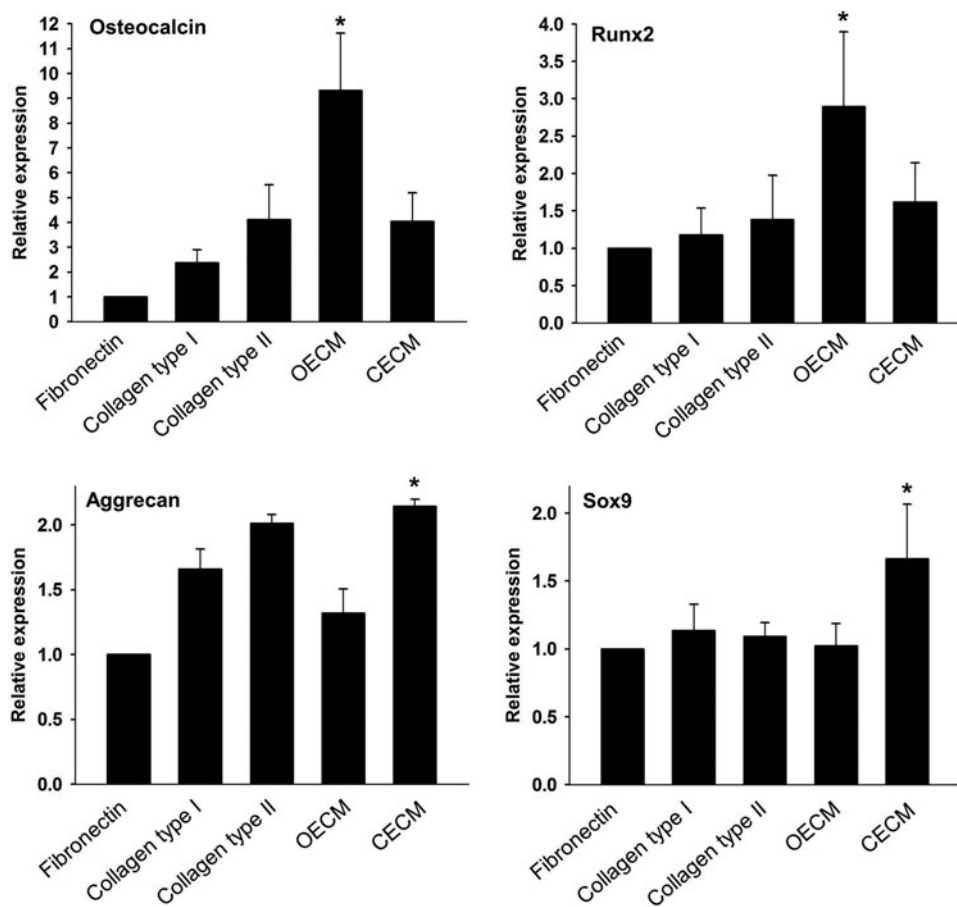 Osteocalcin
*
Relative expression
12
11
10
9
8
7
6
5
4
3
2
1
0
Fibronectin
Collagen type I
Collagen type II
OECM
CECM
Runx2
*
Relative expression
4.0
3.5
3.0
2.5
2.0
1.5
1.0
0.5
0.0
Fibronectin
Collagen type I
Collagen type II
OECM
CECM
Aggrecan
*
Relative expression
2.0
1.5
1.0
0.5
0.0
Fibronectin
Collagen type I
Collagen type II
OECM
CECM
Sox9
*
Relative expression
2.0
1.5
1.0
0.5
0.0
Fibronectin
Collagen type I
Collagen type II
OECM
CECM